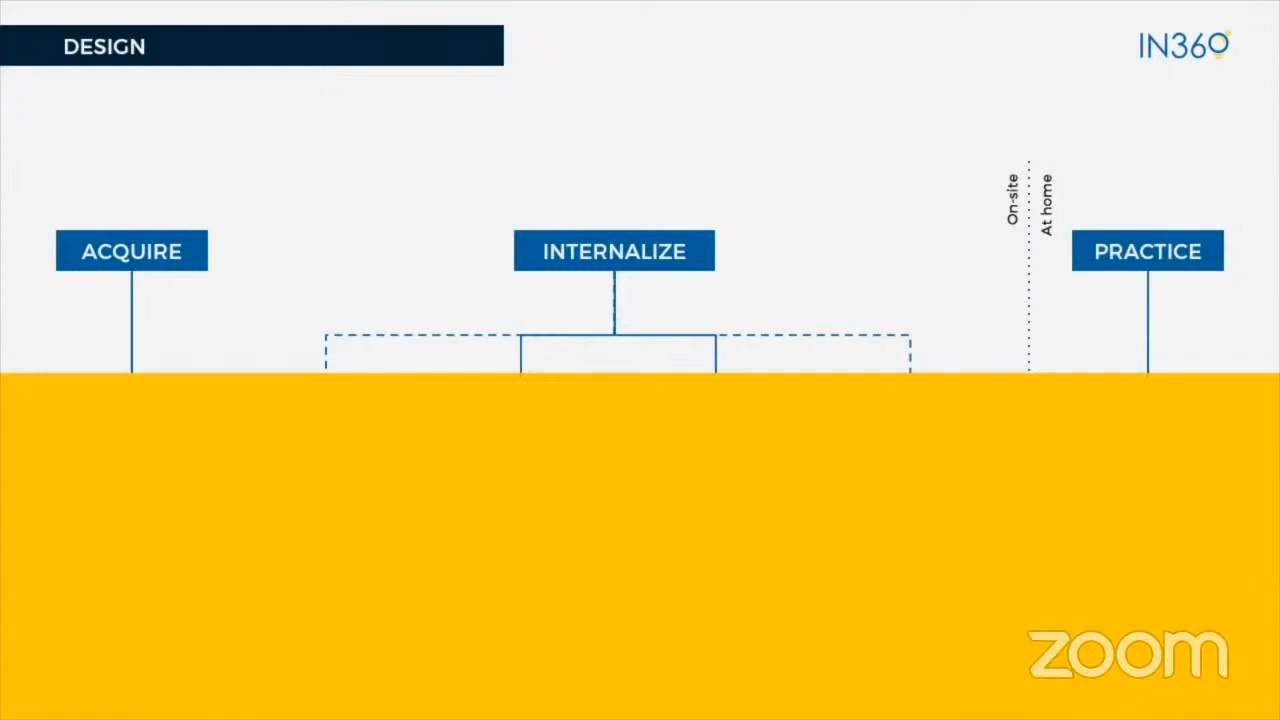 DESIGN
IN360
On-site
At home
ACQUIRE
INTERNALIZE
PRACTICE
zoom